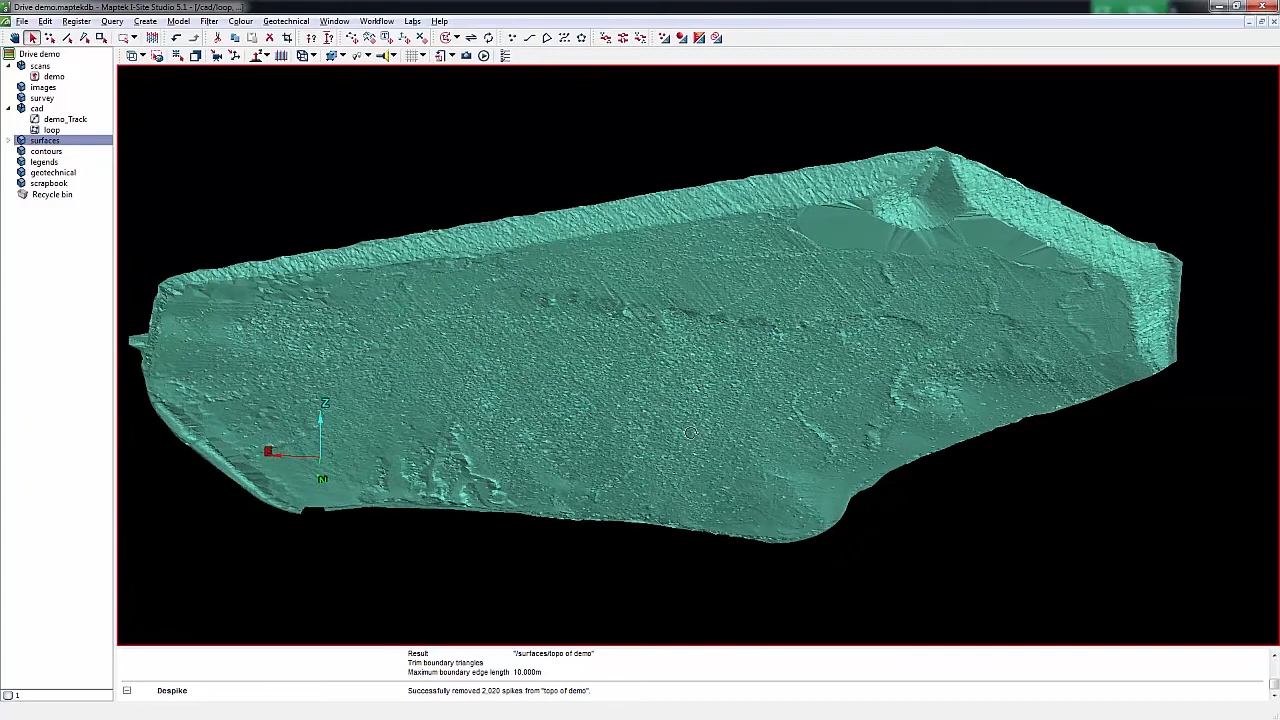 Drive demo.maptekdb - Maptek I-Site Studio 5.1 - [/cad/loop, ...]
File Edit Register Query Create Model Filter Colour Geotechnical Window Workflow Labs Help
Drive demo
scans
demo
images
survey
cad
demo_Track
loop
surfaces
contours
legends
geotechnical
scrapbook
Recycle bin
Z
E
N
Result "/surfaces/topo of demo"
Trim boundary triangles
Maximum boundary edge length 10.000m
Despike Successfully removed 2,020 spikes from "topo of demo".
1